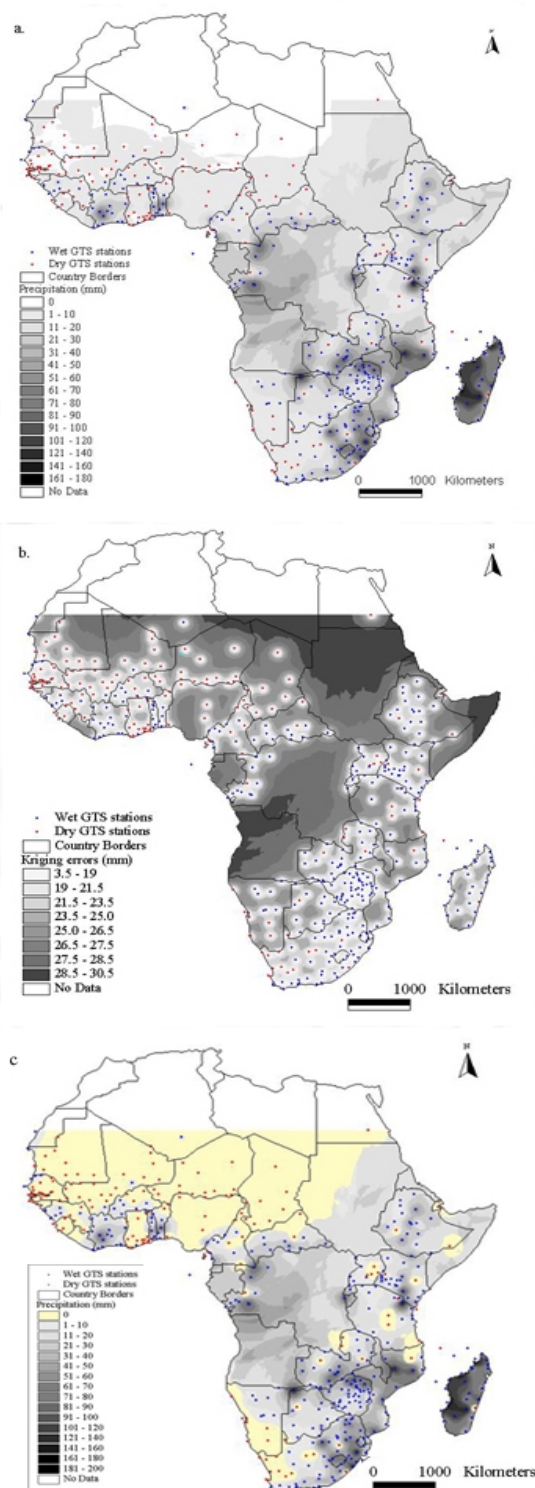 a.
N
Wet GTS stations
Dry GTS stations
Country Borders
Precipitation (mm)
0
1 - 10
11 - 20
21 - 30
31 - 40
41 - 50
51 - 60
61 - 70
71 - 80
81 - 90
91 - 100
101 - 120
121 - 140
141 - 160
161 - 180
No Data
0 1000 Kilometers
b.
N
Wet GTS stations
Dry GTS stations
Country Borders
Kriging errors (mm)
3.5 - 19
19 - 21.5
21.5 - 23.5
23.5 - 25.0
25.0 - 26.5
26.5 - 27.5
27.5 - 28.5
28.5 - 30.5
No Data
0 1000 Kilometers
c
N
Wet GTS stations
Dry GTS stations
Country Borders
Precipitation (mm)
0
1 - 10
11 - 20
21 - 30
31 - 40
41 - 50
51 - 60
61 - 70
71 - 80
81 - 90
91 - 100
101 - 120
121 - 140
141 - 160
161 - 180
181 - 200
No Data
0 1000 Kilometers